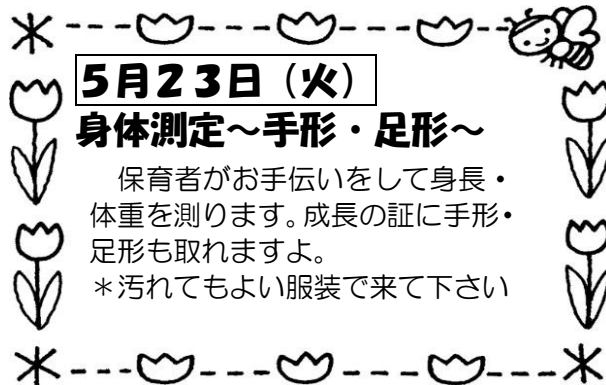 ５月２３日（火）
身体測定～手形・足形～
　保育者がお手伝いをして身長・
体重を測ります。成長の証に手形・
足形も取れますよ。
＊汚れてもよい服装で来て下さい